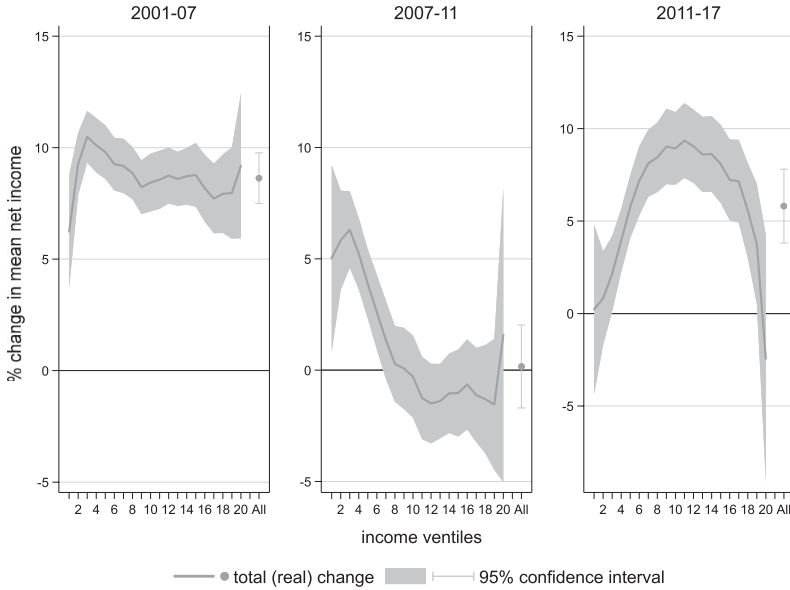 2001-07
2007-11
2011-17
% change in mean net income
15
10
5
0
-5
15
10
5
0
-5
15
10
5
0
-5
2 4 6 8 10 12 14 16 18 20 All
2 4 6 8 10 12 14 16 18 20 All
2 4 6 8 10 12 14 16 18 20 All
income ventiles
total (real) change
95% confidence interval